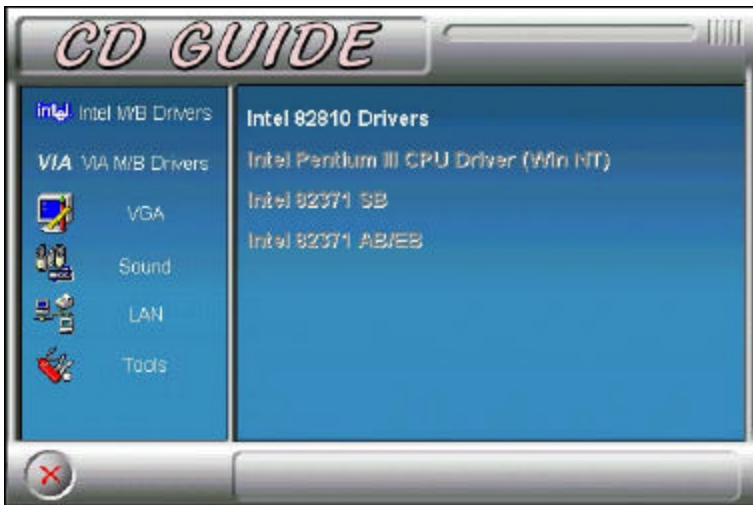 CD GUIDE
intel Intel M/B Drivers
VIA VIA M/B Drivers
VGA
Sound
LAN
Tools
Intel 82810 Drivers
Intel Pentium III CPU Driver (Win NT)
Intel 82371 SB
Intel 82371 AB/EB